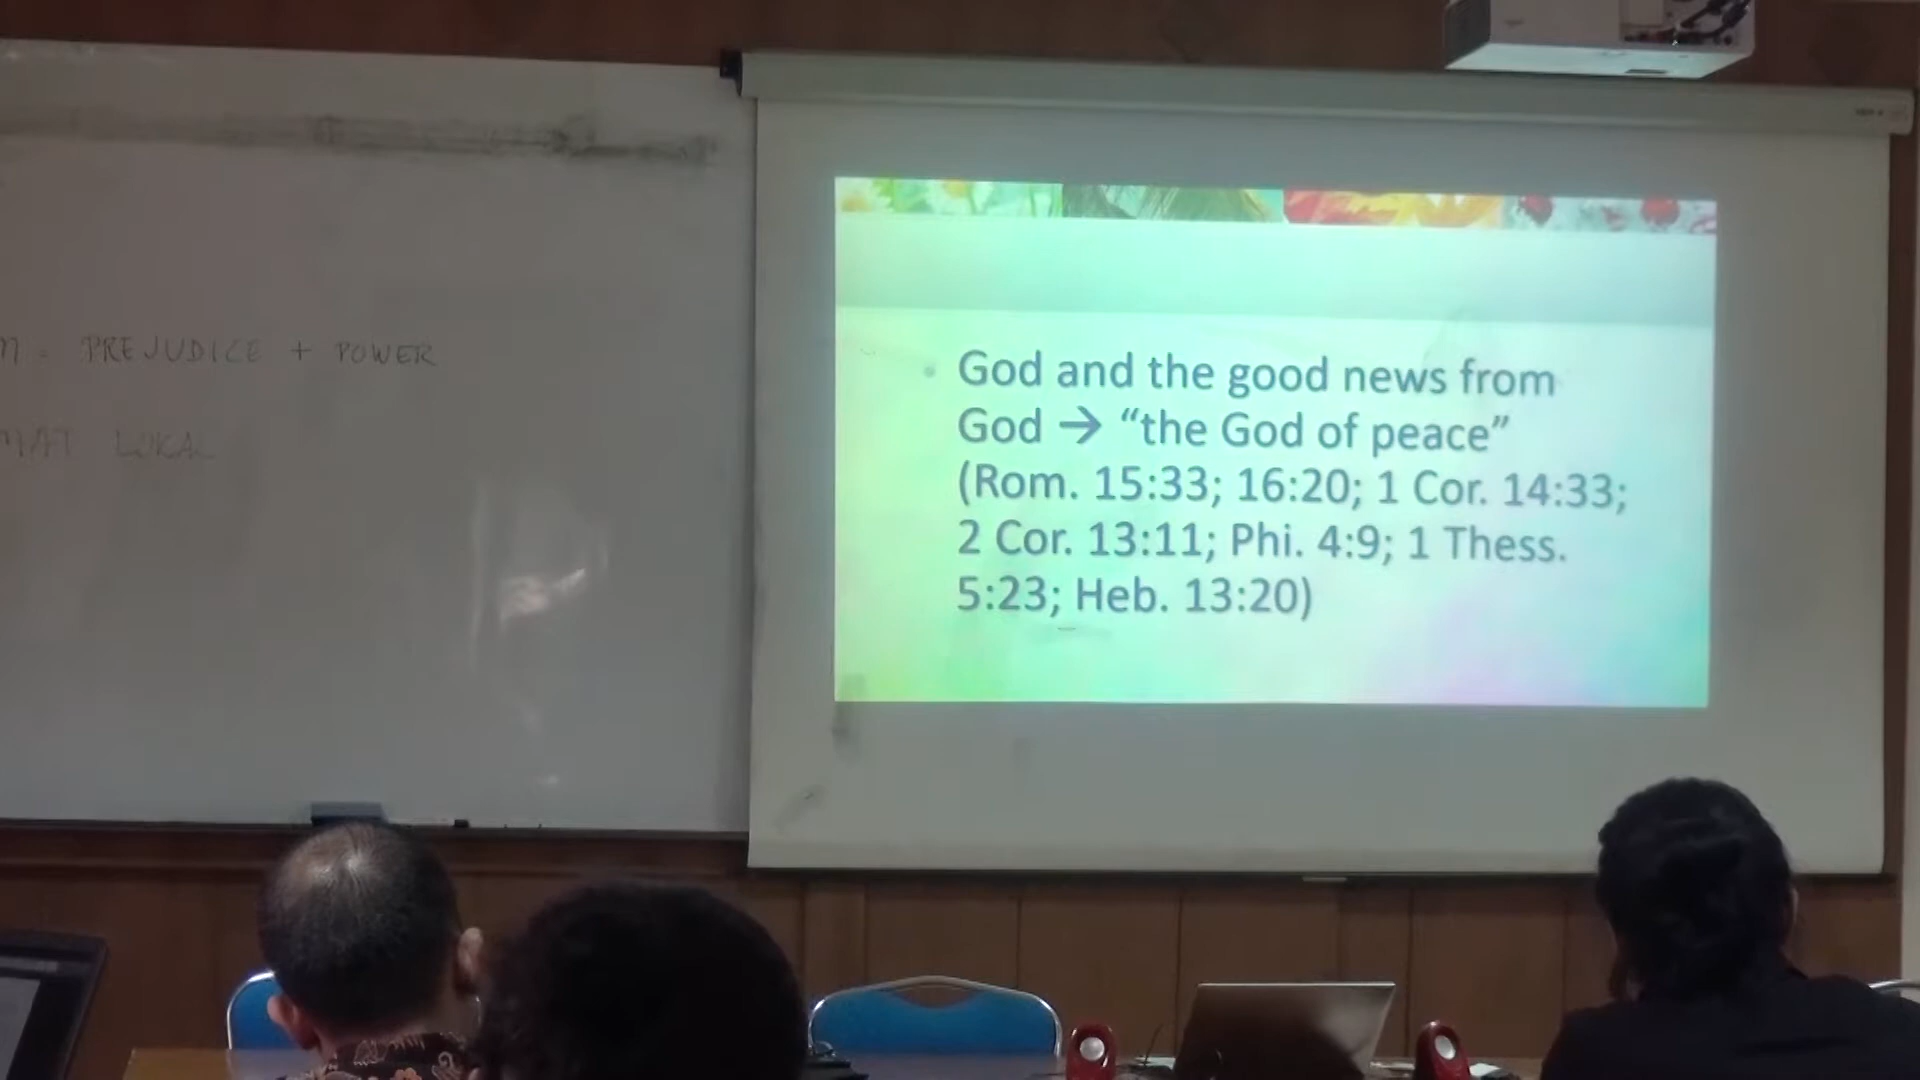 PREJUDICE + POWER
LOKAL
God and the good news from
God → “the God of peace”
(Rom. 15:33; 16:20; 1 Cor. 14:33;
2 Cor. 13:11; Phi. 4:9; 1 Thess.
5:23; Heb. 13:20)